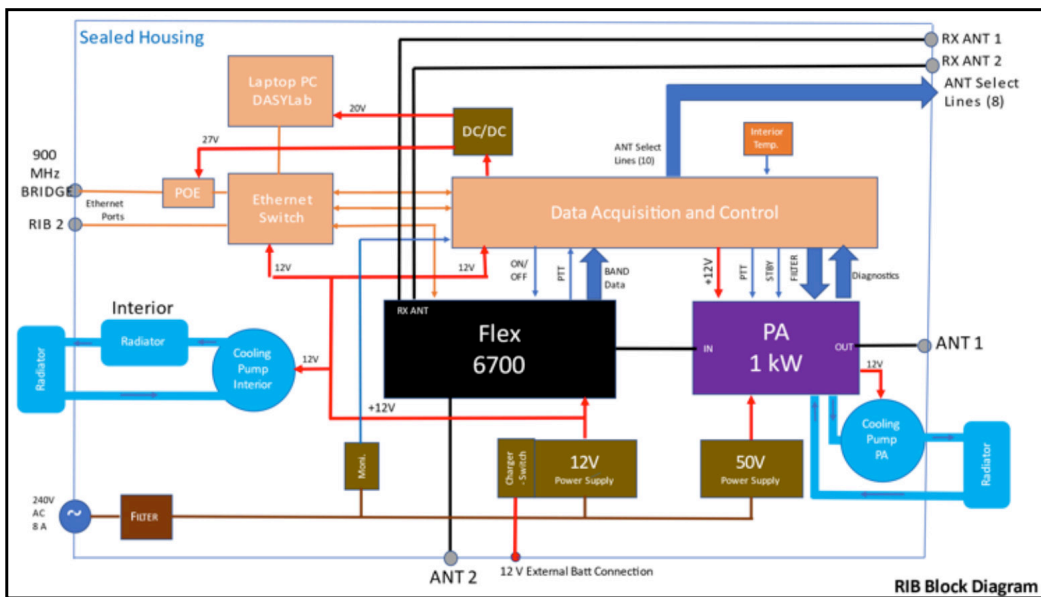 Sealed Housing
RX ANT 1
RX ANT 2
ANT Select
Lines (8)
Laptop PC
DASYLab
20V
DC/DC
27V
ANT Select
Lines (10)
Interior
Temp.
900
MHz
BRIDGE
POE
Ethernet
Ports
Ethernet
Switch
Data Acquisition and Control
RIB 2
12V
12V
ON/
OFF
PTT
BAND
Data
+12V
PTT
STBY
FILTER
Diagnostics
Interior
Radiator
Radiator
Cooling
Pump
Interior
12V
RX ANT
Flex
6700
IN
PA
1 kW
OUT
ANT 1
12V
+12V
Cooling
Pump
PA
Radiator
Moni.
Charger
- Switch
12V
Power Supply
50V
Power Supply
240V
AC
8 A
~
FILTER
ANT 2
12 V External Batt Connection
RIB Block Diagram